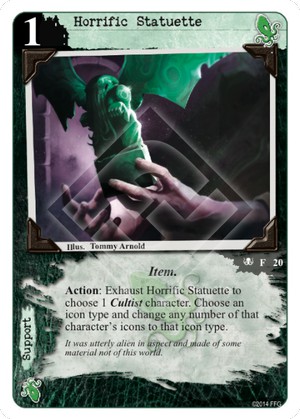 1
Horrific Statuette
Illus. Tommy Arnold
F 20
Item.
Action: Exhaust Horrific Statuette to
choose 1 Cultist character. Choose an
icon type and change any number of that
character's icons to that icon type.
It was utterly alien in aspect and made of some
material not of this world.
Support
©2014 FFG